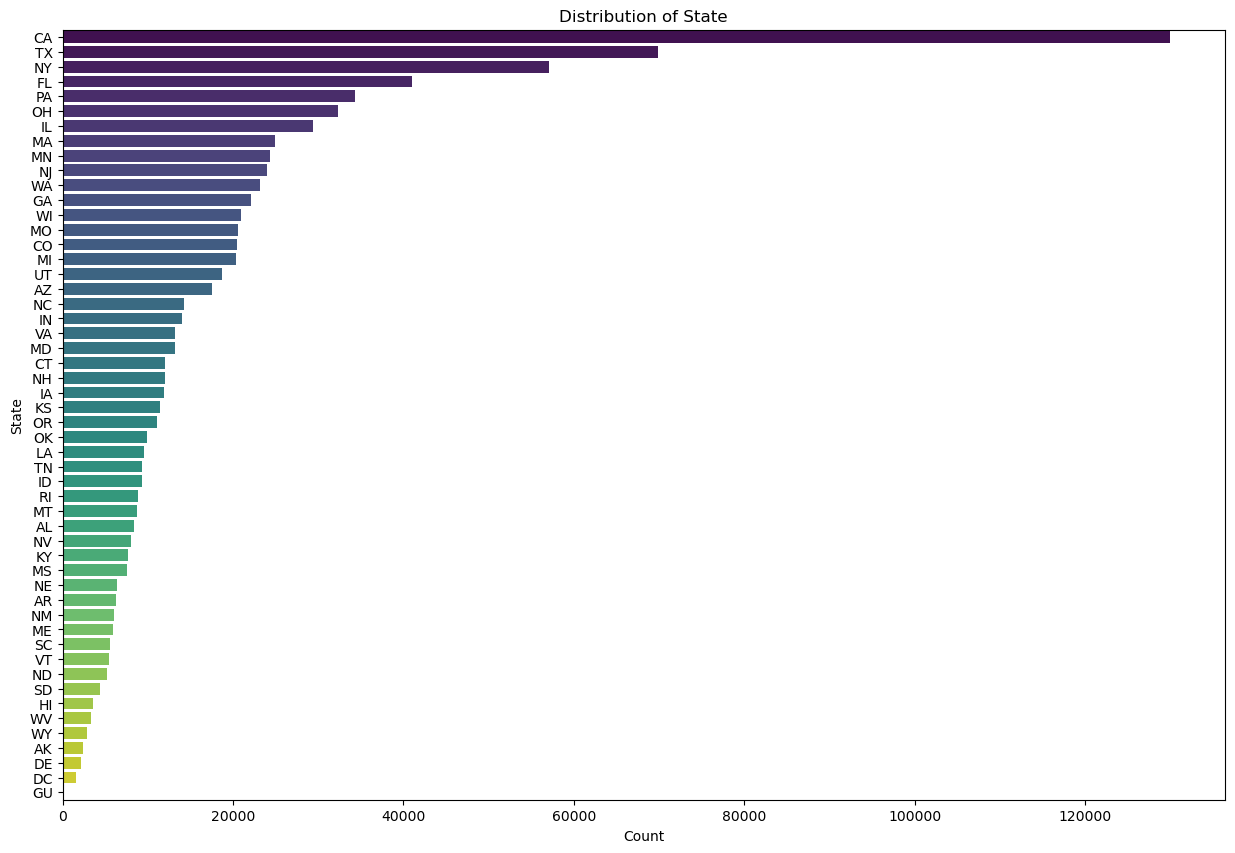 Distribution of State
CA
TX
NY
FL
PA
OH
IL
MA
MN
NJ
WA
GA
WI
MO
CO
MI
UT
AZ
NC
IN
VA
MD
CT
NH
IA
KS
OR
OK
LA
TN
ID
RI
MT
AL
NV
KY
MS
NE
AR
NM
ME
SC
VT
ND
SD
HI
WV
WY
AK
DE
DC
GU
State
0 20000 40000 60000 80000 100000 120000
Count